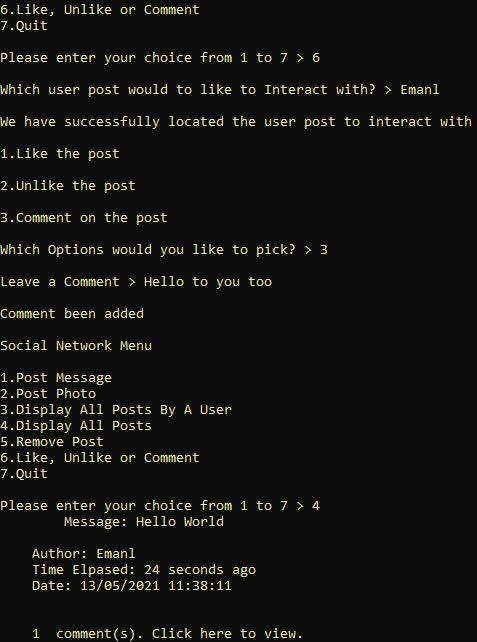 6.Like, Unlike or Comment
7.Quit
Please enter your choice from 1 to 7 > 6
Which user post would to like to Interact with? > Emanl
We have successfully located the user post to interact with
1.Like the post
2.Unlike the post
3.Comment on the post
Which Options would you like to pick? > 3
Leave a Comment > Hello to you too
Comment been added
Social Network Menu
1.Post Message
2.Post Photo
3.Display All Posts By A User
4.Display All Posts
5.Remove Post
6.Like, Unlike or Comment
7.Quit
Please enter your choice from 1 to 7 > 4
Message: Hello World
Author: Emanl
Time Elpased: 24 seconds ago
Date: 13/05/2021 11:38:11
1  comment(s). Click here to view.